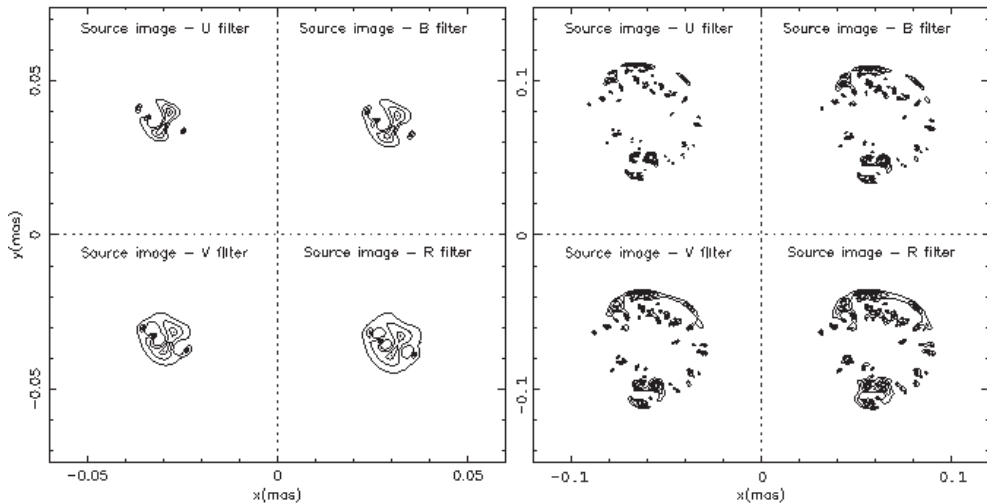 Source image – U filter
Source image – B filter
Source image – U filter
Source image – B filter
0.05
0.1
y(mas)
0
0
Source image – V filter
Source image – R filter
Source image – V filter
Source image – R filter
−0.05
−0.1
−0.05
0
0.05
−0.1
0
0.1
x(mas)
x(mas)